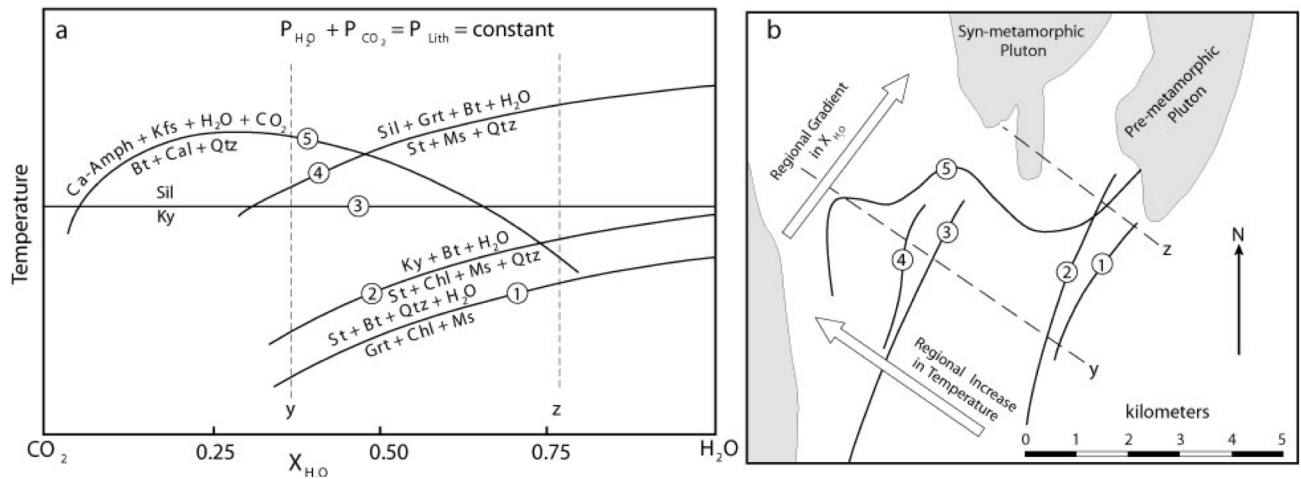 a
P H₂O + P CO₂ = P Lith = constant
Ca-Amph + Kfs + H₂O + CO₂
Bt + Cal + Qtz
5
Sil + Grt + Bt + H₂O
St + Ms + Qtz
4
Sil
Ky
3
Ky + Bt + H₂O
St + Chl + Ms + Qtz
2
St + Bt + Qtz + H₂O
Grt + Chl + Ms
1
Temperature
y
z
CO₂
0.25
X H₂O
0.50
0.75
H₂O
b
Syn-metamorphic
Pluton
Pre-metamorphic
Pluton
Regional Gradient
in X H₂O
5
4
3
2
1
z
y
N
Regional Increase
in Temperature
kilometers
0 1 2 3 4 5